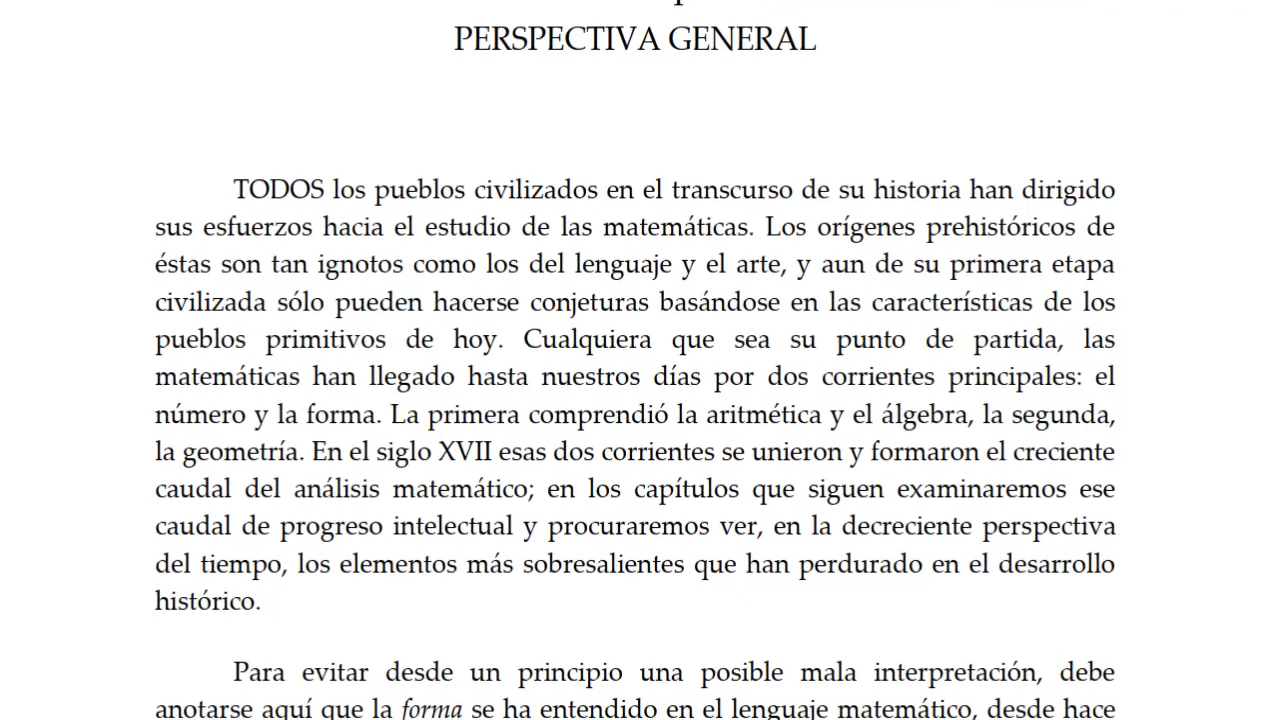 PERSPECTIVA GENERAL
TODOS los pueblos civilizados en el transcurso de su historia han dirigido
sus esfuerzos hacia el estudio de las matemáticas. Los orígenes prehistóricos de
éstas son tan ignotos como los del lenguaje y el arte, y aun de su primera etapa
civilizada sólo pueden hacerse conjeturas basándose en las características de los
pueblos primitivos de hoy. Cualquiera que sea su punto de partida, las
matemáticas han llegado hasta nuestros días por dos corrientes principales: el
número y la forma. La primera comprendió la aritmética y el álgebra, la segunda,
la geometría. En el siglo XVII esas dos corrientes se unieron y formaron el creciente
caudal del análisis matemático; en los capítulos que siguen examinaremos ese
caudal de progreso intelectual y procuraremos ver, en la decreciente perspectiva
del tiempo, los elementos más sobresalientes que han perdurado en el desarrollo
histórico.
Para evitar desde un principio una posible mala interpretación, debe
anotarse aquí que la forma se ha entendido en el lenguaje matemático, desde hace